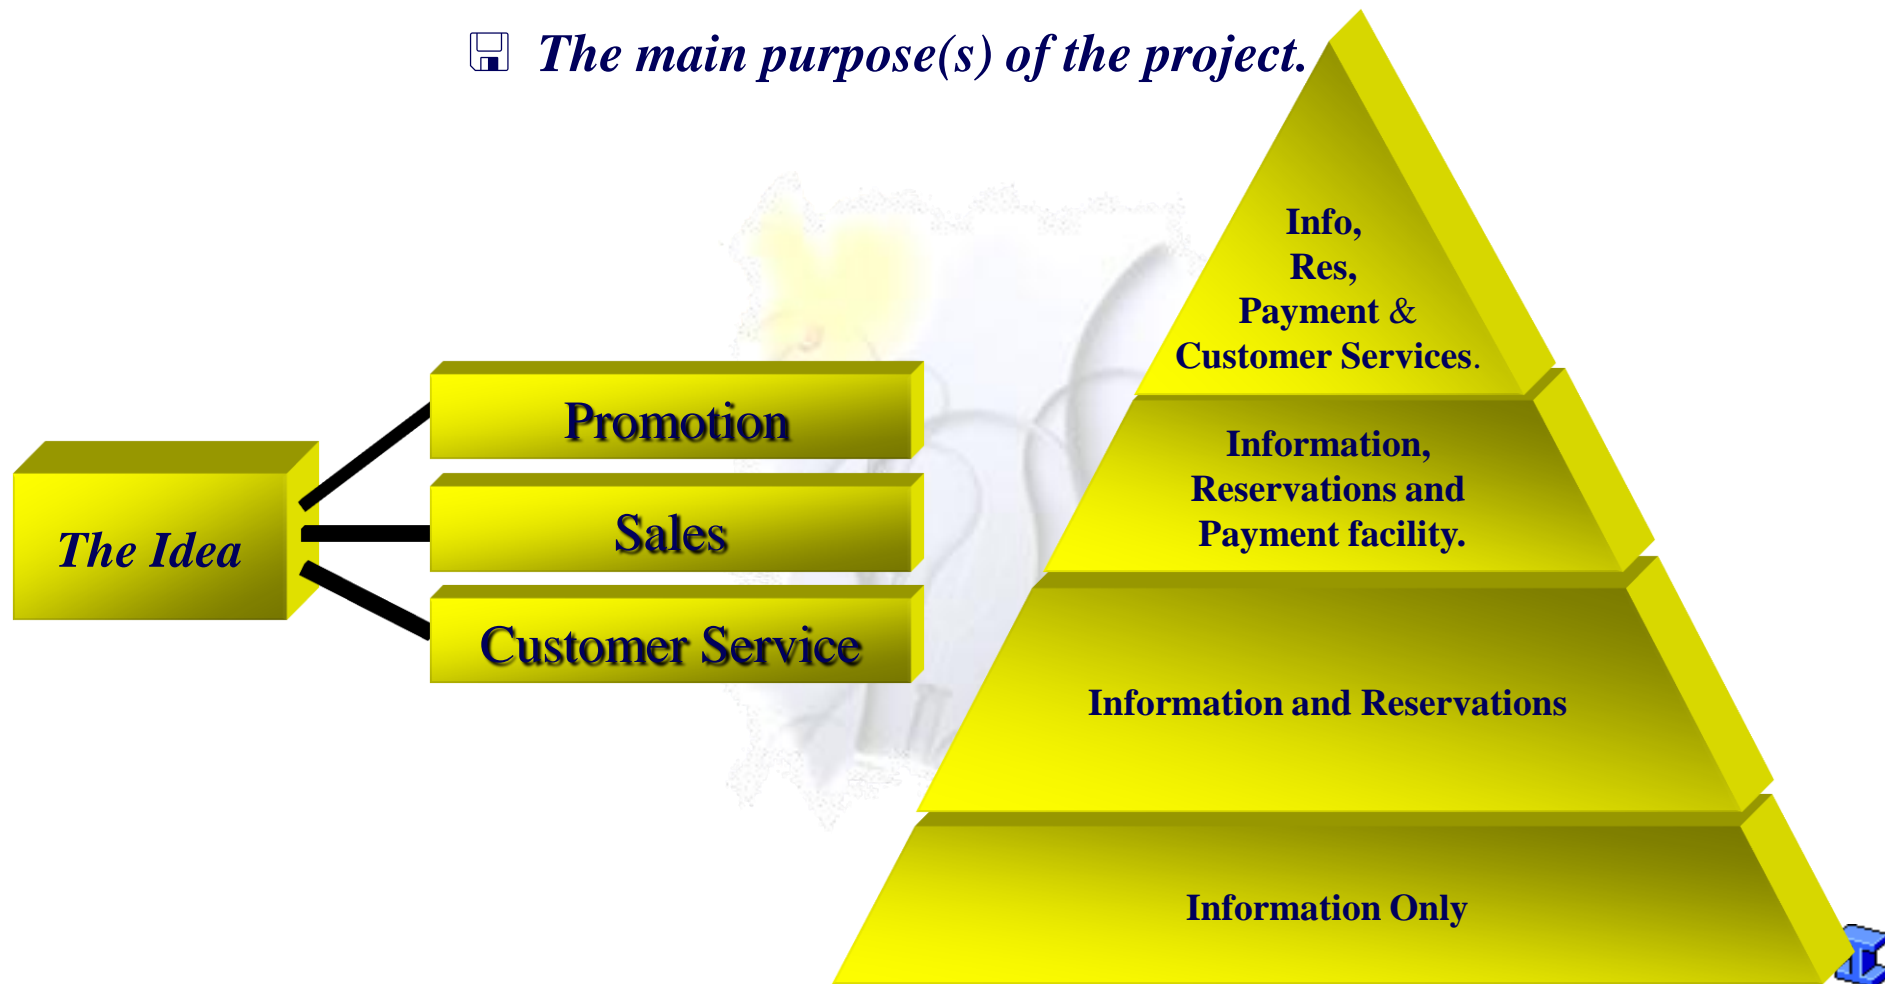 The main purpose(s) of the project.
The Idea
Promotion
Sales
Customer Service
Info,
Res,
Payment &
Customer Services.
Information,
Reservations and
Payment facility.
Information and Reservations
Information Only